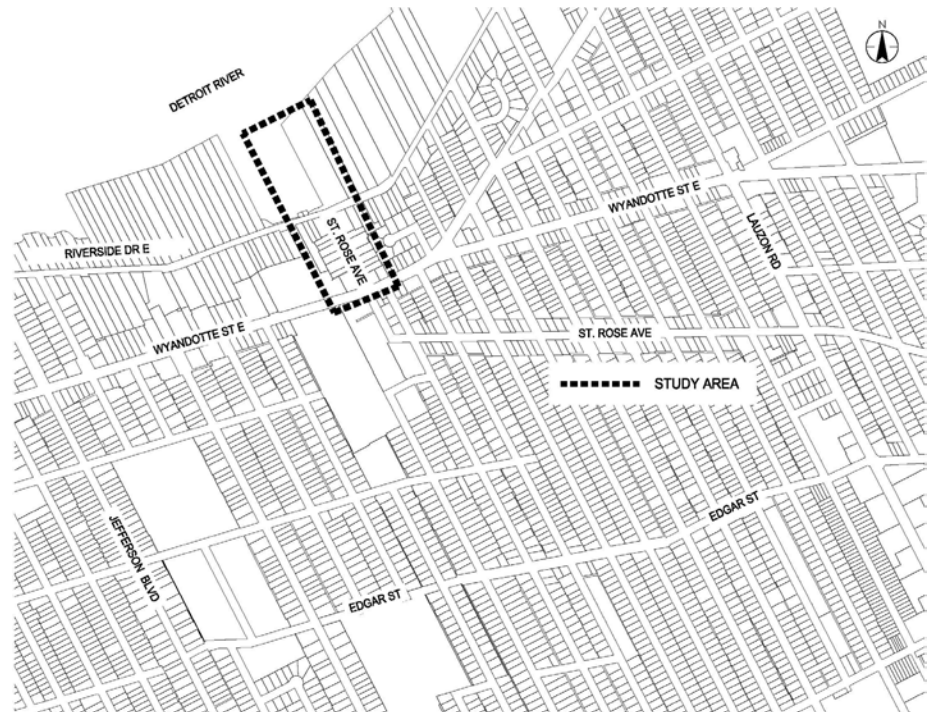 N
DETROIT RIVER
WYANDOTTE ST E
ST. ROSE AVE
LAUZON RD
RIVERSIDE DR E
WYANDOTTE ST E
ST. ROSE AVE
STUDY AREA
EDGAR ST
JEFFERSON BLVD
EDGAR ST